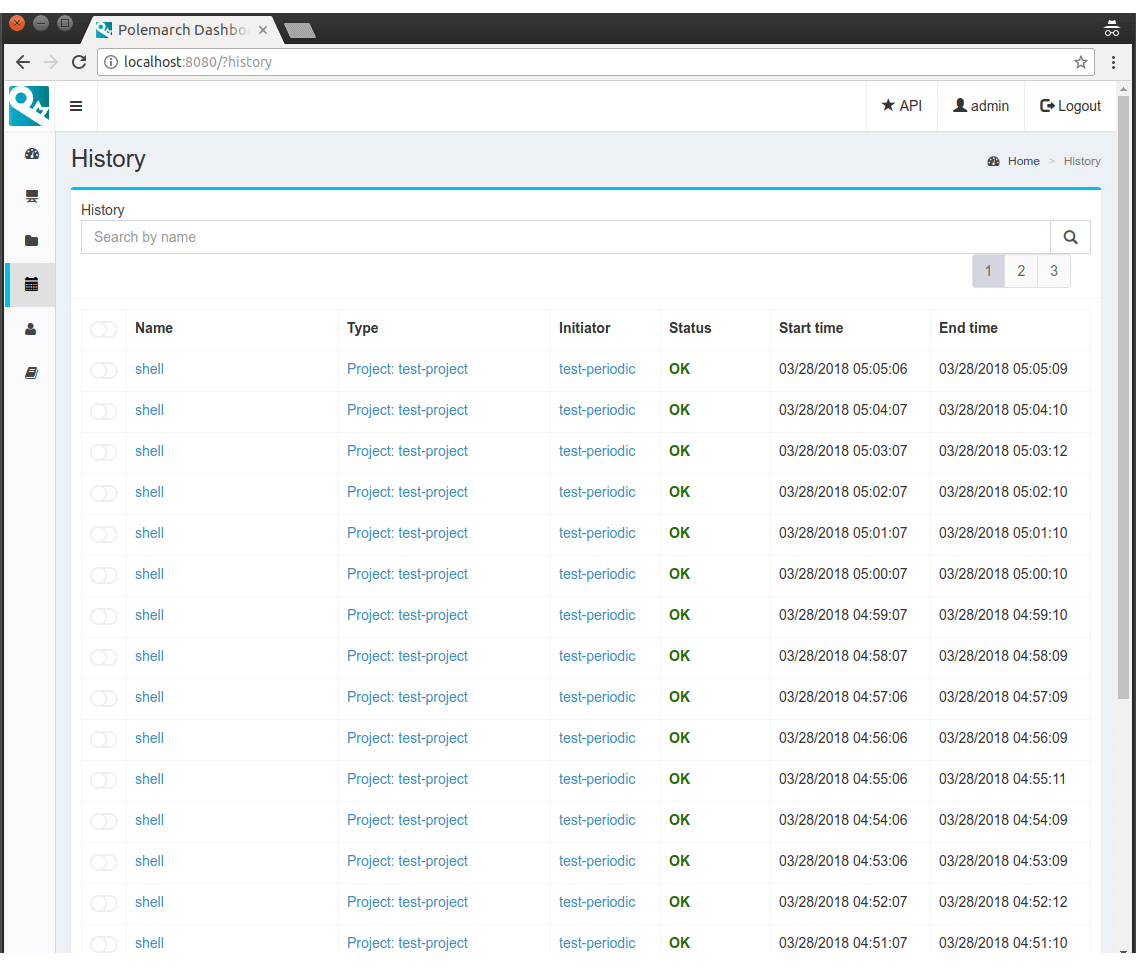 Polemarch Dashbo
localhost:8080/?history
API admin Logout
History
Home > History
History
Search by name
1 2 3
Name Type Initiator Status Start time End time
shell Project: test-project test-periodic OK 03/28/2018 05:05:06 03/28/2018 05:05:09
shell Project: test-project test-periodic OK 03/28/2018 05:04:07 03/28/2018 05:04:10
shell Project: test-project test-periodic OK 03/28/2018 05:03:07 03/28/2018 05:03:12
shell Project: test-project test-periodic OK 03/28/2018 05:02:07 03/28/2018 05:02:10
shell Project: test-project test-periodic OK 03/28/2018 05:01:07 03/28/2018 05:01:10
shell Project: test-project test-periodic OK 03/28/2018 05:00:07 03/28/2018 05:00:10
shell Project: test-project test-periodic OK 03/28/2018 04:59:07 03/28/2018 04:59:10
shell Project: test-project test-periodic OK 03/28/2018 04:58:07 03/28/2018 04:58:09
shell Project: test-project test-periodic OK 03/28/2018 04:57:06 03/28/2018 04:57:09
shell Project: test-project test-periodic OK 03/28/2018 04:56:06 03/28/2018 04:56:09
shell Project: test-project test-periodic OK 03/28/2018 04:55:06 03/28/2018 04:55:11
shell Project: test-project test-periodic OK 03/28/2018 04:54:06 03/28/2018 04:54:09
shell Project: test-project test-periodic OK 03/28/2018 04:53:06 03/28/2018 04:53:09
shell Project: test-project test-periodic OK 03/28/2018 04:52:07 03/28/2018 04:52:12
shell Project: test-project test-periodic OK 03/28/2018 04:51:07 03/28/2018 04:51:10